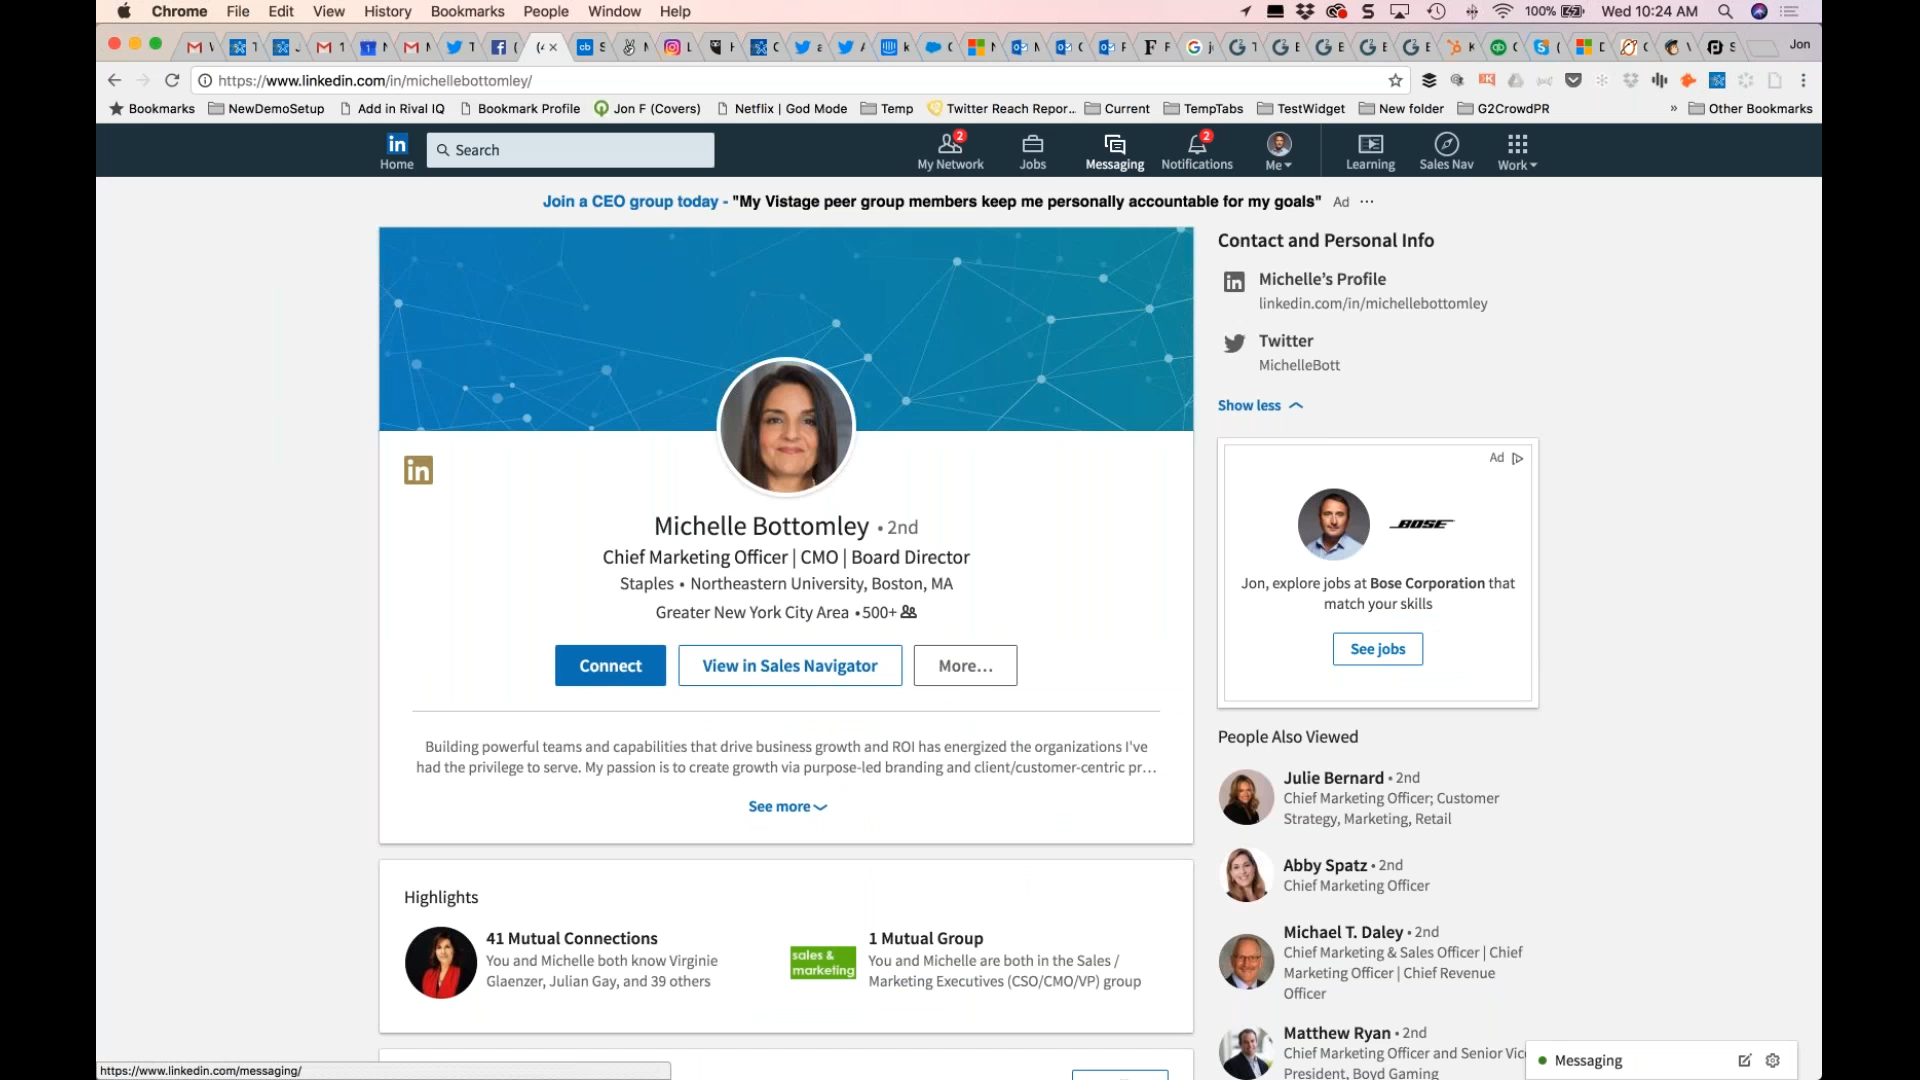 Chrome File Edit View History Bookmarks People Window Help
100% Wed 10:24 AM
Jon
https://www.linkedin.com/in/michellebottomley/
Bookmarks NewDemoSetup Add in Rival IQ Bookmark Profile Jon F (Covers) Netflix | God Mode Temp Twitter Reach Repor... Current TempTabs TestWidget New folder G2CrowdPR » Other Bookmarks
in
Home
Search
2
My Network
Jobs
Messaging
2
Notifications
Me
Learning
Sales Nav
Work
Join a CEO group today - "My Vistage peer group members keep me personally accountable for my goals" Ad ...
in
Michelle Bottomley • 2nd
Chief Marketing Officer | CMO | Board Director
Staples • Northeastern University, Boston, MA
Greater New York City Area • 500+
Connect
View in Sales Navigator
More...
Building powerful teams and capabilities that drive business growth and ROI has energized the organizations I've
had the privilege to serve. My passion is to create growth via purpose-led branding and client/customer-centric pr...
See more
Highlights
41 Mutual Connections
You and Michelle both know Virginie
Glaenzer, Julian Gay, and 39 others
sales &
marketing
1 Mutual Group
You and Michelle are both in the Sales /
Marketing Executives (CSO/CMO/VP) group
Contact and Personal Info
in
Michelle's Profile
linkedin.com/in/michellebottomley
Twitter
MichelleBott
Show less
Ad
BOSE
Jon, explore jobs at Bose Corporation that
match your skills
See jobs
People Also Viewed
Julie Bernard • 2nd
Chief Marketing Officer; Customer
Strategy, Marketing, Retail
Abby Spatz • 2nd
Chief Marketing Officer
Michael T. Daley • 2nd
Chief Marketing & Sales Officer | Chief
Marketing Officer | Chief Revenue
Officer
Matthew Ryan • 2nd
Chief Marketing Officer and Senior Vic
President, Boyd Gaming
Messaging
https://www.linkedin.com/messaging/